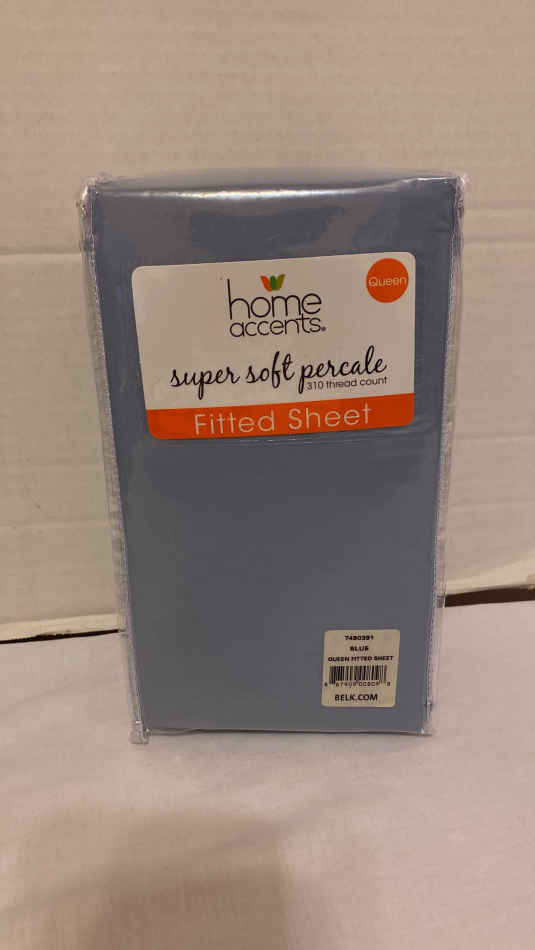 Queen
home
accents®
super soft percale
310 thread count
Fitted Sheet
7480391
BLUE
QUEEN FITTED SHEET
BELK.COM